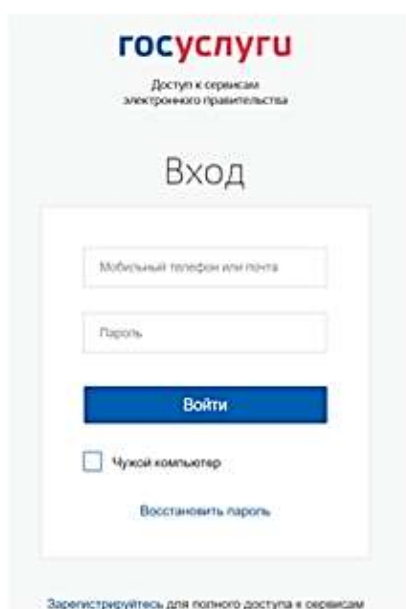 госуслуги
Доступ к сервисам
электронного правительства
Вход
Мобильный телефон или почта
Пароль
Войти
Чужой компьютер
Восстановить пароль
Зарегистрируйтесь для полного доступа к сервисам